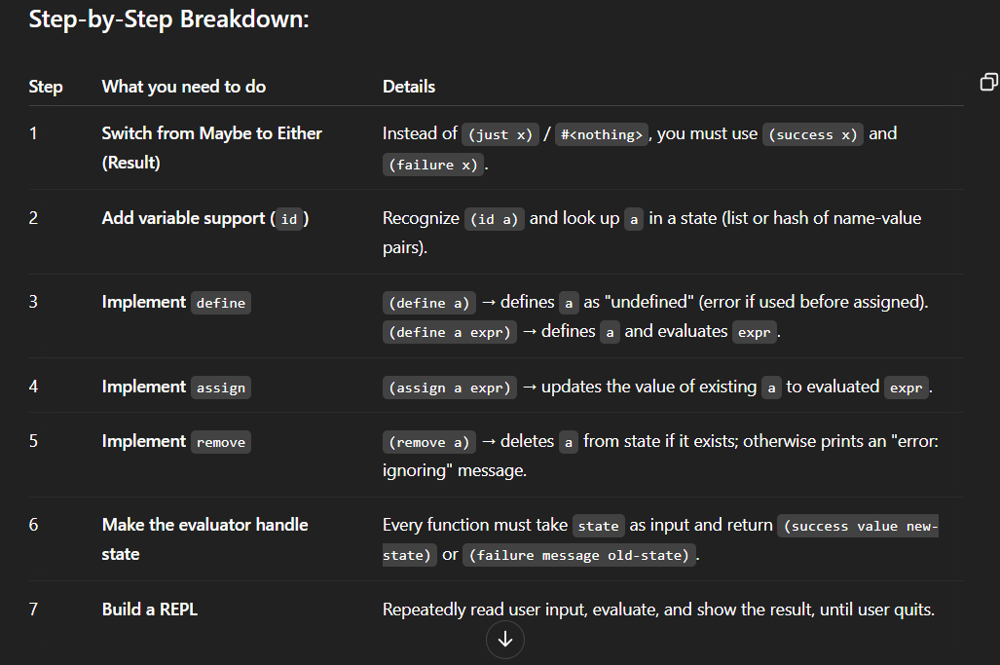 Step-by-Step Breakdown:
Step What you need to do Details
1 Switch from Maybe to Either Instead of (just x) / #<nothing>, you must use (success x) and
(Result) (failure x).
2 Add variable support (id) Recognize (id a) and look up a in a state (list or hash of name-value
pairs).
3 Implement define (define a) → defines a as "undefined" (error if used before assigned).
(define a expr) → defines a and evaluates expr.
4 Implement assign (assign a expr) → updates the value of existing a to evaluated expr.
5 Implement remove (remove a) → deletes a from state if it exists; otherwise prints an "error:
ignoring" message.
6 Make the evaluator handle Every function must take state as input and return (success value new-
state state) or (failure message old-state).
7 Build a REPL Repeatedly read user input, evaluate, and show the result, until user quits.